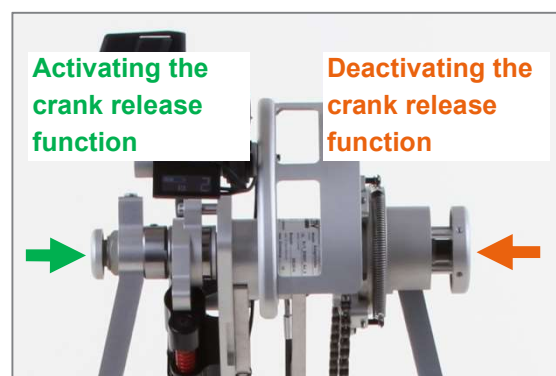 Activating the
crank release
function
Deactivating the
crank release
function